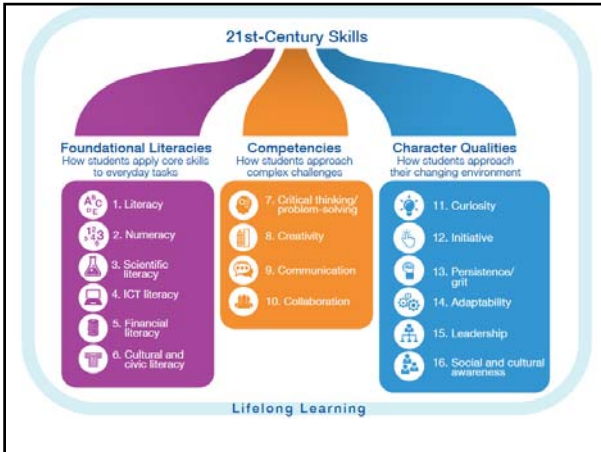 21st-Century Skills
Foundational Literacies
How students apply core skills
to everyday tasks
1. Literacy
2. Numeracy
3. Scientific
literacy
4. ICT literacy
5. Financial
literacy
6. Cultural and
civic literacy
Competencies
How students approach
complex challenges
7. Critical thinking/
problem-solving
8. Creativity
9. Communication
10. Collaboration
Character Qualities
How students approach
their changing environment
11. Curiosity
12. Initiative
13. Persistence/
grit
14. Adaptability
15. Leadership
16. Social and cultural
awareness
Lifelong Learning